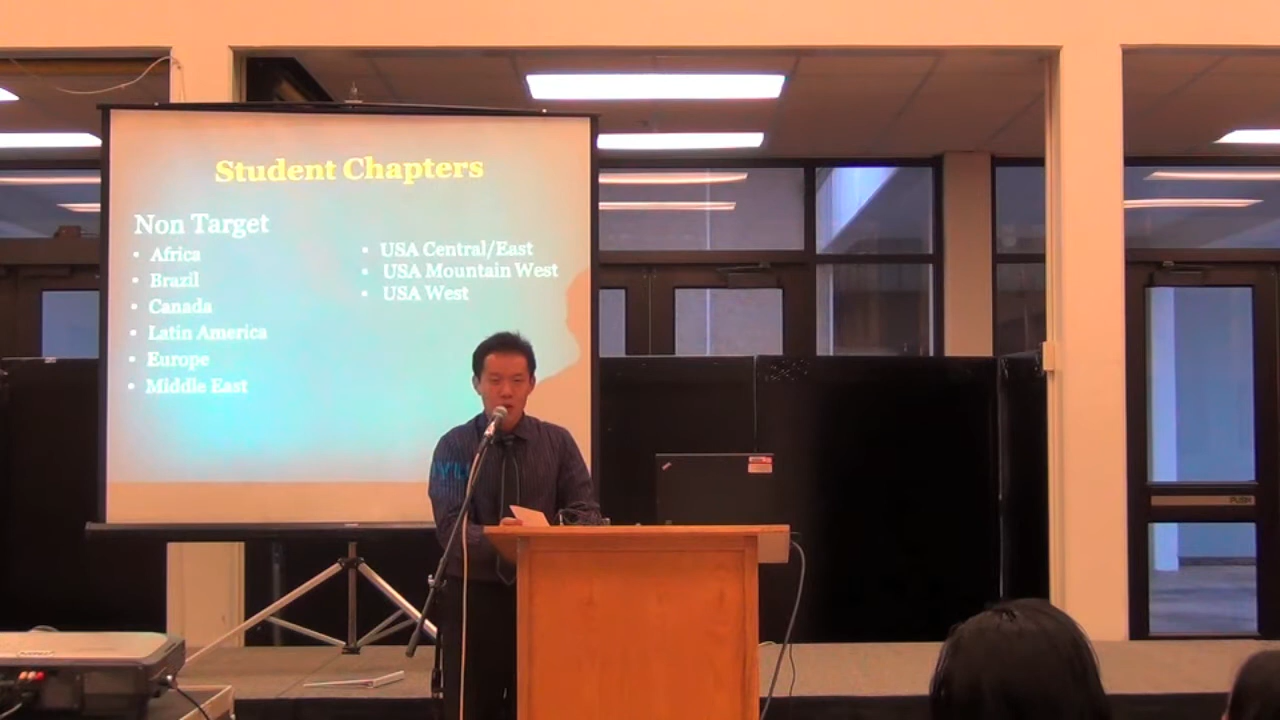 Student Chapters
Non Target
• Africa
• Brazil
• Canada
• Latin America
• Europe
• Middle East
• USA Central/East
• USA Mountain West
• USA West
PUSH